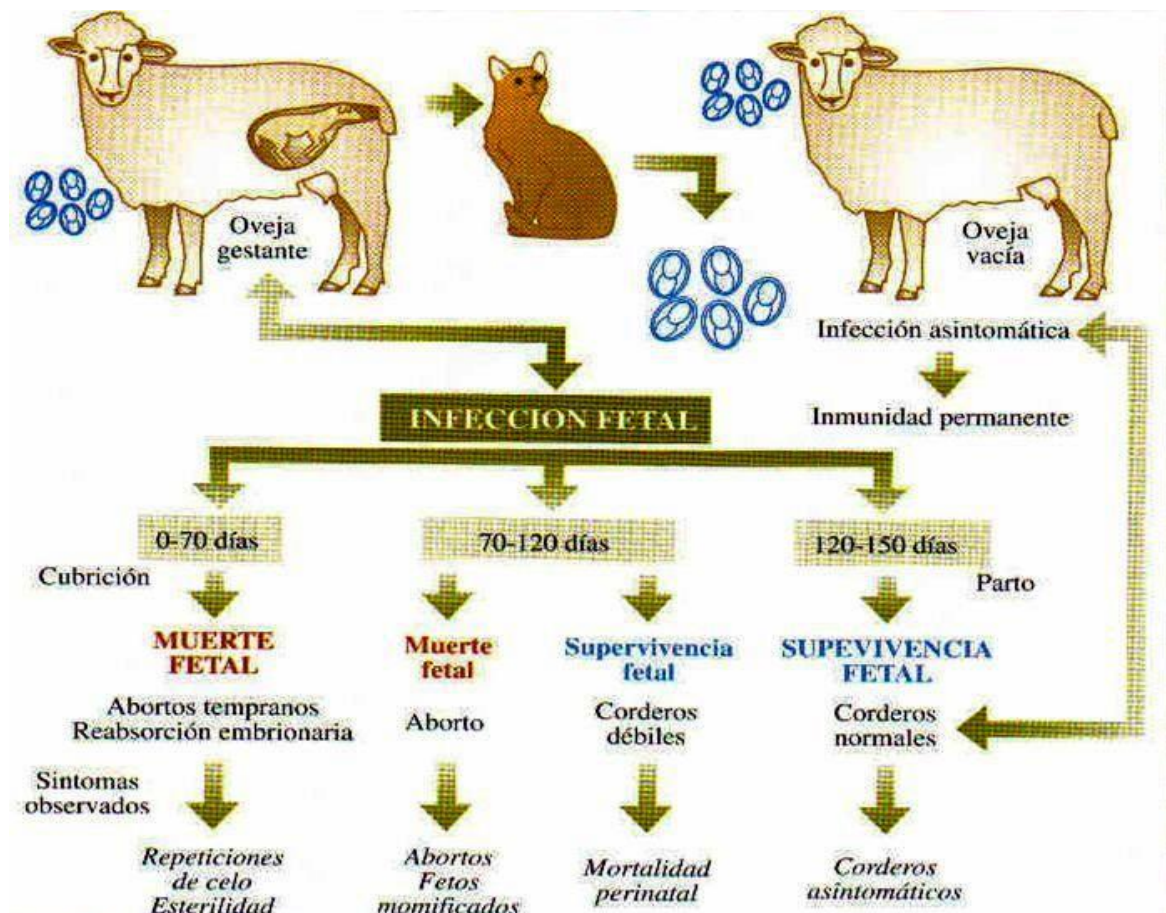 Oveja
gestante
Oveja
vacía
Infección asintomática
Inmunidad permanente
INFECCION FETAL
0-70 días
70-120 días
120-150 días
Cubrición
Parto
MUERTE
FETAL
Muerte
fetal
Supervivencia
fetal
SUPEVIVENCIA
FETAL
Abortos tempranos
Reabsorción embrionaria
Aborto
Corderos
débiles
Corderos
normales
Sintomas
observados
Repeticiones
de celo
Esterilidad
Abortos
Fetos
momificados
Mortalidad
perinatal
Corderos
asintomáticos